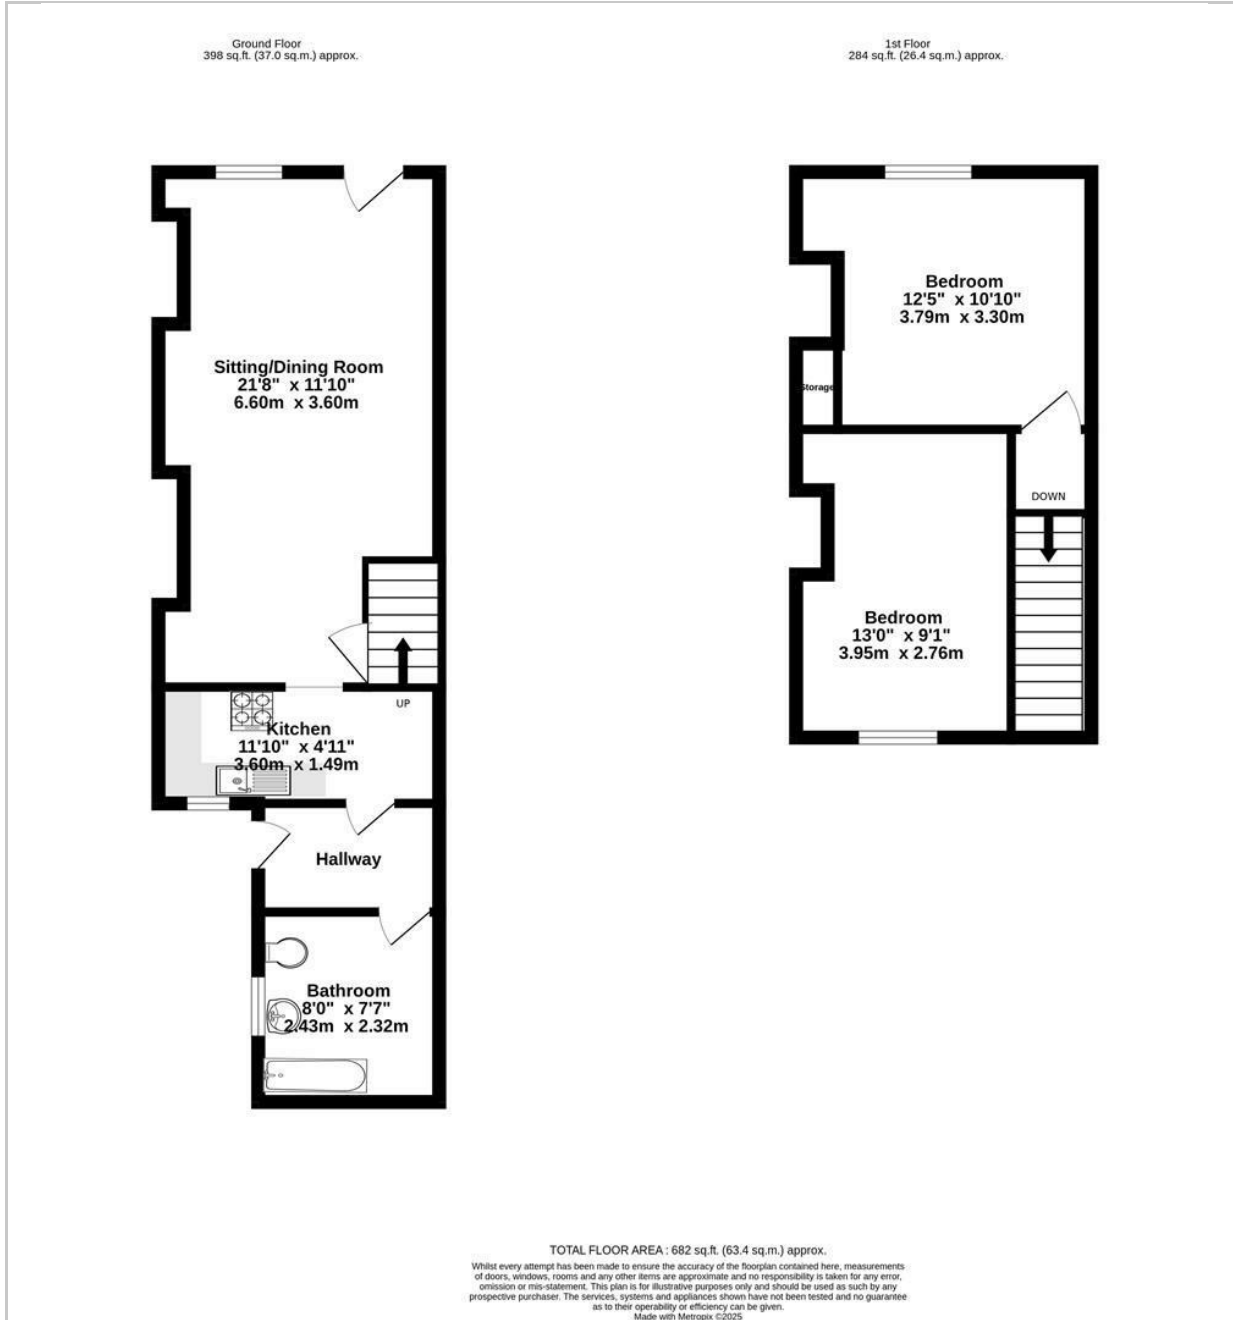 Ground Floor
398 sq.ft. (37.0 sq.m.) approx.
1st Floor
284 sq.ft. (26.4 sq.m.) approx.
Sitting/Dining Room
21'8" x 11'10"
6.60m x 3.60m
UP
Kitchen
11'10" x 4'11"
3.60m x 1.49m
Hallway
Bathroom
8'0" x 7'7"
2.43m x 2.32m
Bedroom
12'5" x 10'10"
3.79m x 3.30m
Storage
DOWN
Bedroom
13'0" x 9'1"
3.95m x 2.76m
TOTAL FLOOR AREA : 682 sq.ft. (63.4 sq.m.) approx.
Whilst every attempt has been made to ensure the accuracy of the floorplan contained here, measurements
of doors, windows, rooms and any other items are approximate and no responsibility is taken for any error,
omission or mis-statement. This plan is for illustrative purposes only and should be used as such by any
prospective purchaser. The services, systems and appliances shown have not been tested and no guarantee
as to their operability or efficiency can be given.
Made with Metropix ©2025